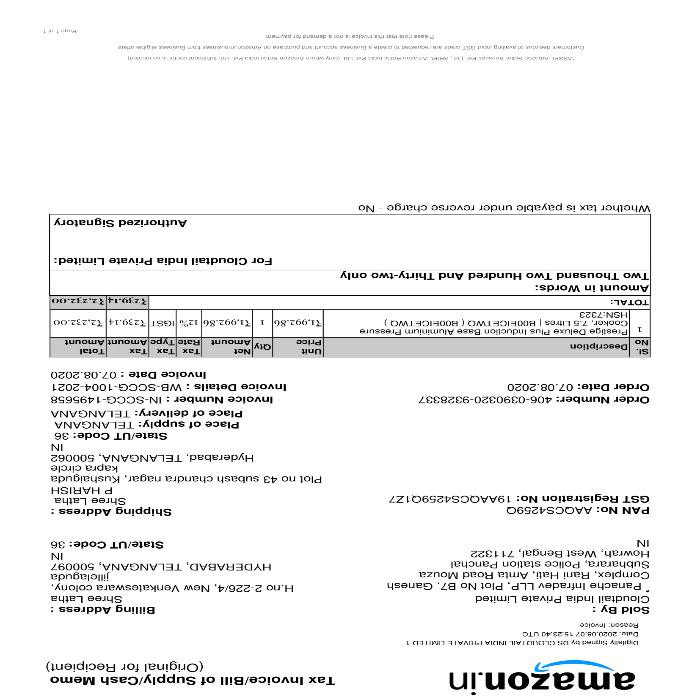 amazon.in
Tax Invoice/Bill of Supply/Cash Memo
(Original for Recipient)
Digitally Signed by DS CLOUDTAIL INDIA PRIVATE LIMITED 1
Date: 2020.08.07 15:23:40 UTC
Reason: Invoice
Sold By :
Cloudtail India Private Limited
* Panache Infradev LLP, Plot No B7, Ganesh
Complex, Rani Hati, Amta Road Mouza
Subharara, Police station Panchal
Howrah, West Bengal, 711322
IN
Billing Address :
Shree Latha
H.no 2-226/4, New Venkateswara colony,
jillelaguda
HYDERABAD, TELANGANA, 500097
IN
State/UT Code: 36
PAN No: AAQCS4259Q
GST Registration No: 19AAQCS4259Q1Z7
Shipping Address :
Shree Latha
P HARISH
Plot no 43 subash chandra nagar, Kushaiguda
kapra circle
Hyderabad, TELANGANA, 500062
IN
State/UT Code: 36
Place of supply: TELANGANA
Place of delivery: TELANGANA
Order Number: 406-0390320-9328337
Invoice Number : IN-SCCG-1495658
Order Date: 07.08.2020
Invoice Details : WB-SCCG-1004-2021
Invoice Date : 07.08.2020
Sl. No Description Unit Price Qty Net Amount Tax Rate Tax Type Tax Amount Total Amount
1 Prestige Deluxe Plus Induction Base Aluminium Pressure ₹1,992.86 1 ₹1,992.86 12% IGST ₹239.14 ₹2,232.00
Cooker, 7.5 Litres | B00EICETWQ ( B00EICETWQ )
HSN:7323
TOTAL: ₹239.14 ₹2,232.00
Amount in Words:
Two Thousand Two Hundred And Thirty-two only
For Cloudtail India Private Limited:
Authorized Signatory
Whether tax is payable under reverse charge - No
*ASSPL-Amazon Seller Services Pvt. Ltd., ARIPL-Amazon Retail India Pvt. Ltd. (only where Amazon Retail India Pvt. Ltd. fulfillment center is co-located)
Customers desirous of availing input GST credit are requested to create a Business account and purchase on Amazon.in/business from Business eligible offers
Please note that this invoice is not a demand for payment
Page 1 of 1